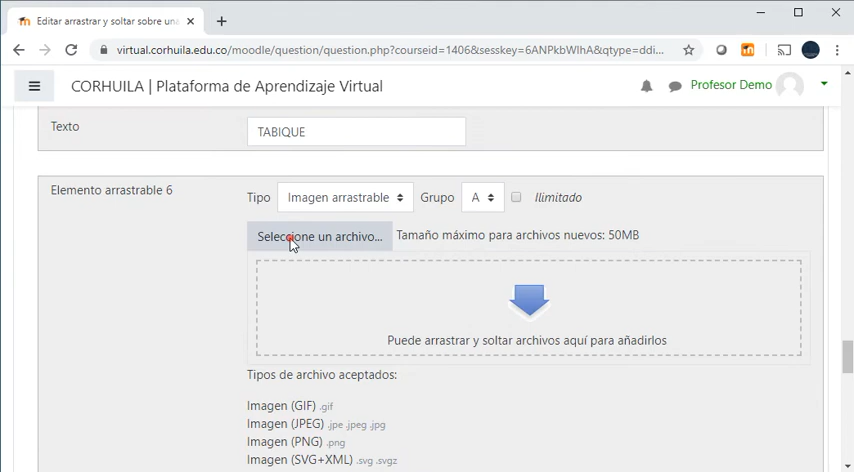 Editar arrastrar y soltar sobre una
virtual.corhuila.edu.co/moodle/question/question.php?courseid=1406&sesskey=6ANPkbWIhA&qtype=ddi...
CORHUILA | Plataforma de Aprendizaje Virtual
Profesor Demo
Texto
TABIQUE
Elemento arrastrable 6
Tipo
Imagen arrastrable
Grupo
A
Ilimitado
Seleccione un archivo...
Tamaño máximo para archivos nuevos: 50MB
Puede arrastrar y soltar archivos aquí para añadirlos
Tipos de archivo aceptados:
Imagen (GIF) .gif
Imagen (JPEG) .jpe .jpeg .jpg
Imagen (PNG) .png
Imagen (SVG+XML) .svg .svgz